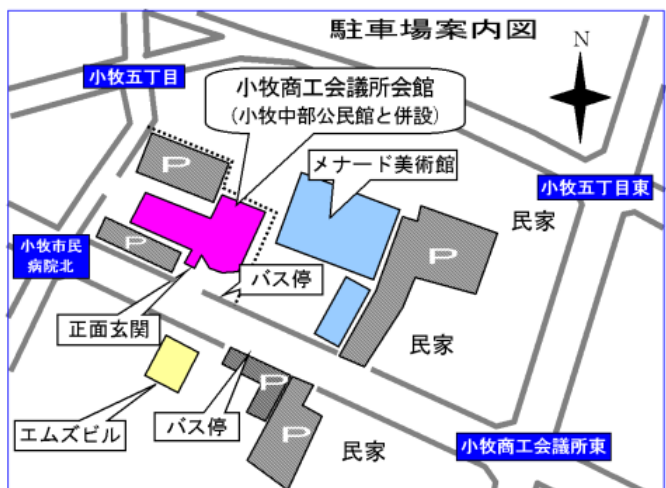 駐車場案内図
N
小牧五丁目
小牧商工会議所会館
(小牧中部公民館と併設)
P
メナード美術館
小牧五丁目東
民家
P
小牧市民
病院北
P
バス停
正面玄関
民家
P
エムズビル
バス停
P
民家
小牧商工会議所東